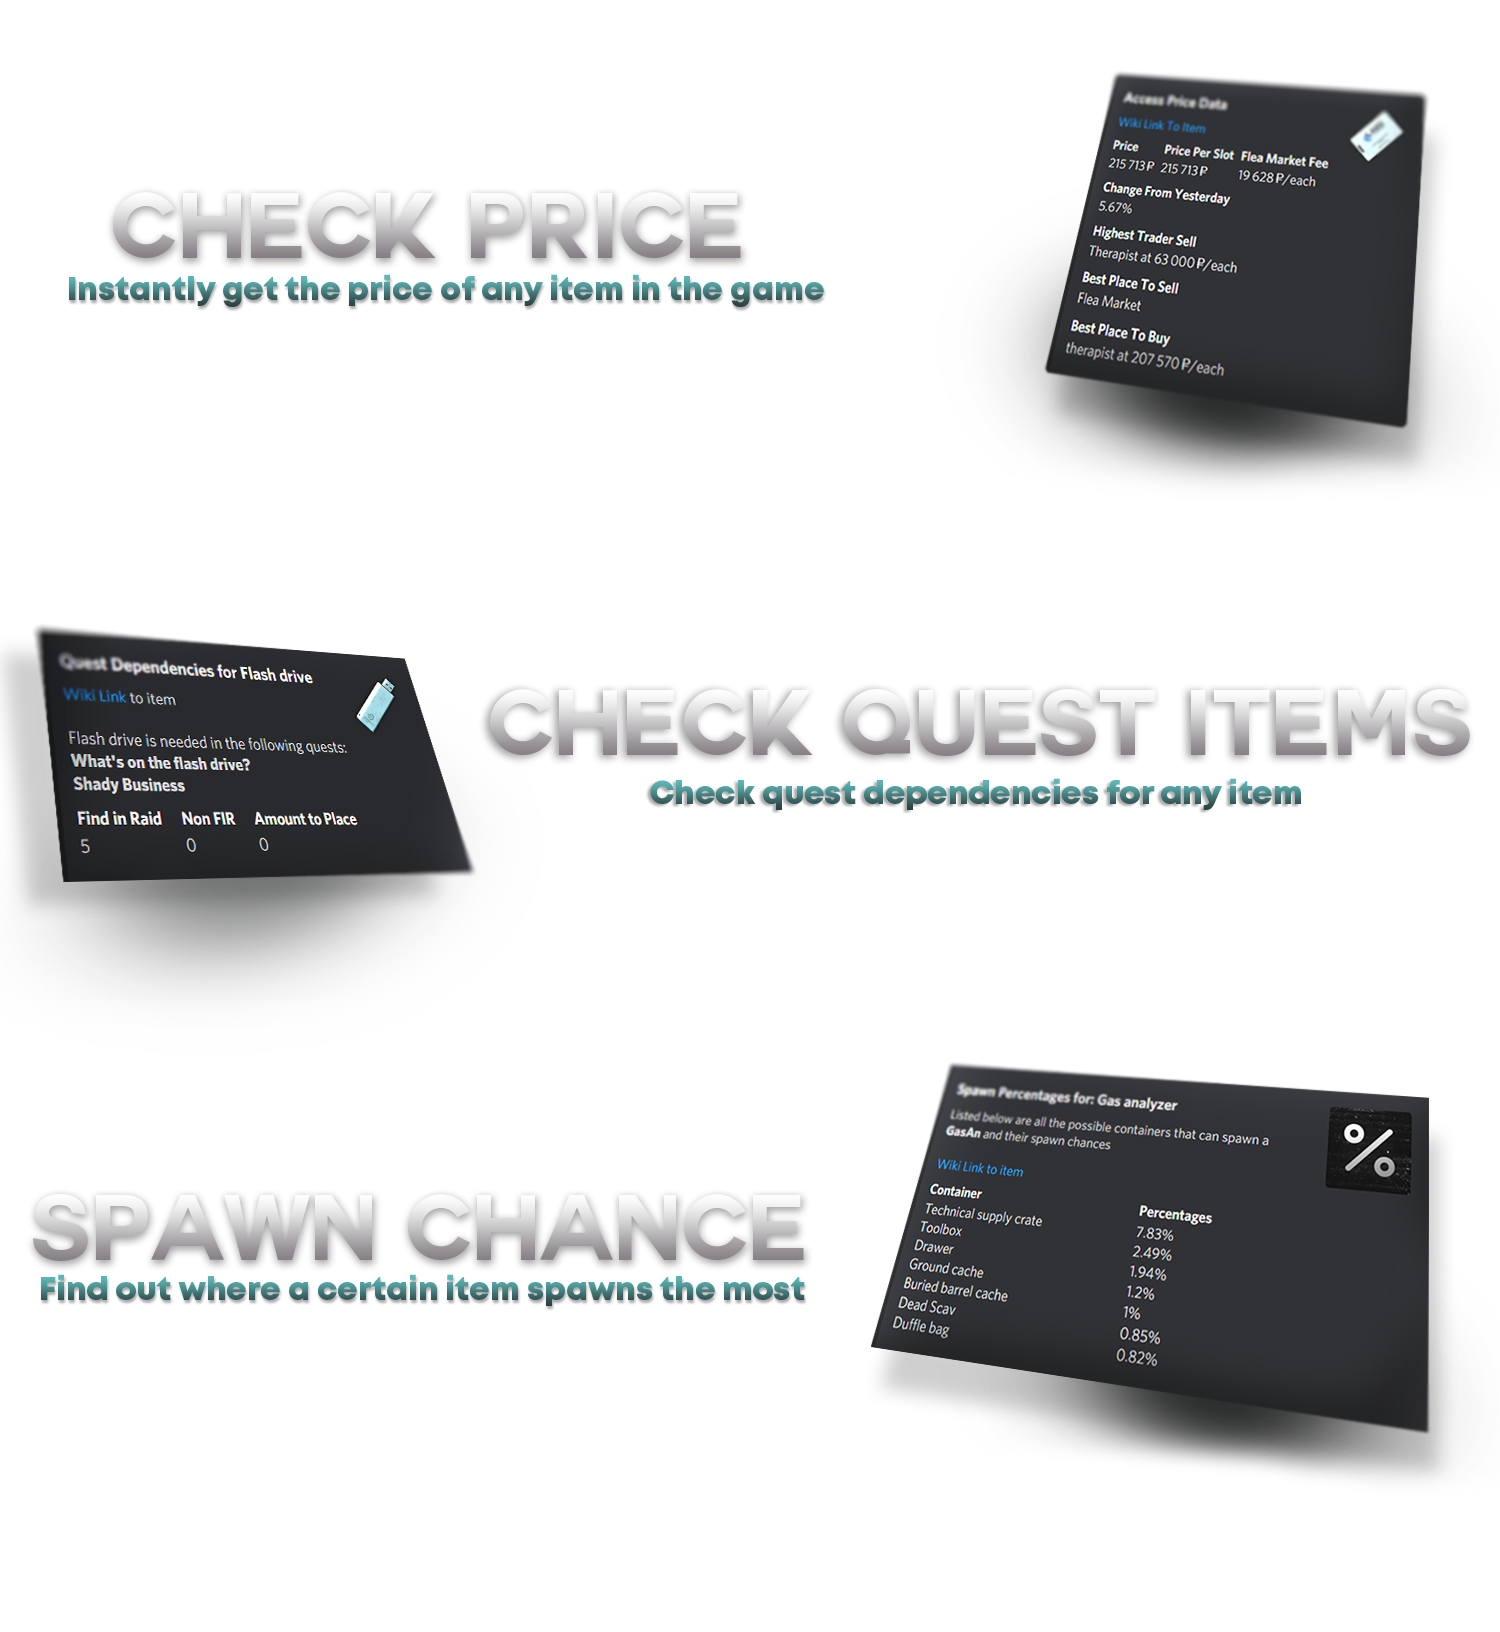 CHECK PRICE
Instantly get the price of any item in the game
Access Price Data
Wiki Link To Item
Price Price Per Slot Flea Market Fee
215 713 ₽ 215 713 ₽ 19 628 ₽/each
Change From Yesterday
5.67%
Highest Trader Sell
Therapist at 63 000 ₽/each
Best Place To Sell
Flea Market
Best Place To Buy
therapist at 207 570 ₽/each
Quest Dependencies for Flash drive
Wiki Link to item
Flash drive is needed in the following quests:
What's on the flash drive?
Shady Business
Find in Raid Non FIR Amount to Place
5 0 0
CHECK QUEST ITEMS
Check quest dependencies for any item
SPAWN CHANCE
Find out where a certain item spawns the most
Spawn Percentages for: Gas analyzer
Listed below are all the possible containers that can spawn a
GasAn and their spawn chances
Wiki Link to item
Container Percentages
Technical supply crate 7.83%
Toolbox 2.49%
Drawer 1.94%
Ground cache 1.2%
Buried barrel cache 1%
Dead Scav 0.85%
Duffle bag 0.82%
%